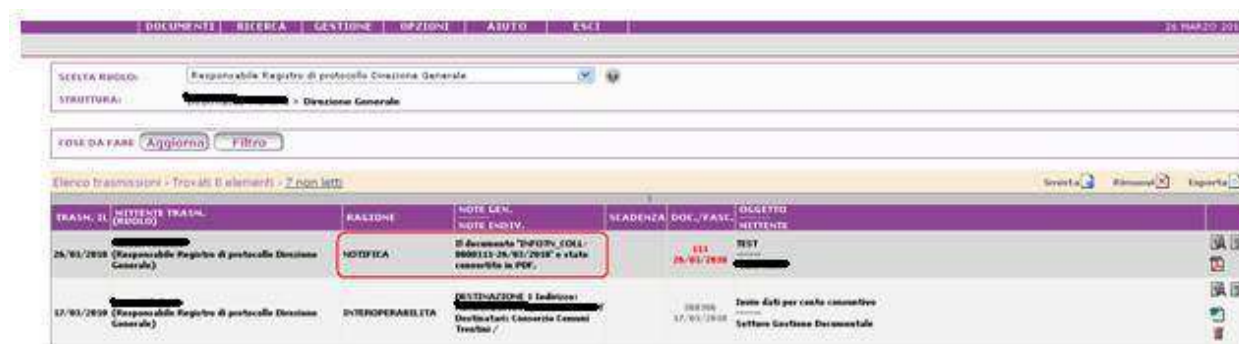 DOCUMENTI RICERCA GESTIONE OPZIONI AIUTO ESCI 26 MARZO 201
SCELTA RUOLO: Responsabile Registro di protocollo Direzione Generale
STRUTTURA: > Direzione Generale
COSE DA FARE Aggiorna Filtro
Elenco trasmissioni - Trovati 8 elementi - 7 non letti Svuota Rimuovi Esporta
TRASM. IL MITTENTE TRASM. (RUOLO) RAGIONE NOTE GEN. NOTE INDIV. SCADENZA DOC./FASC. OGGETTO MITTENTE
26/03/2010 (Responsabile Registro di protocollo Direzione Generale) NOTIFICA Il documento "INFOTN_COLL-0000111-26/03/2010" e stato convertito in PDF. 111 26/03/2010 TEST
17/03/2010 (Responsabile Registro di protocollo Direzione Generale) INTEROPERABILITA DESTINAZIONE Indirizzo: Destinatari: Consorzio Comuni Trentini / 17/03/2010 Invio dati per conto consuntivo Settore Gestione Documentale